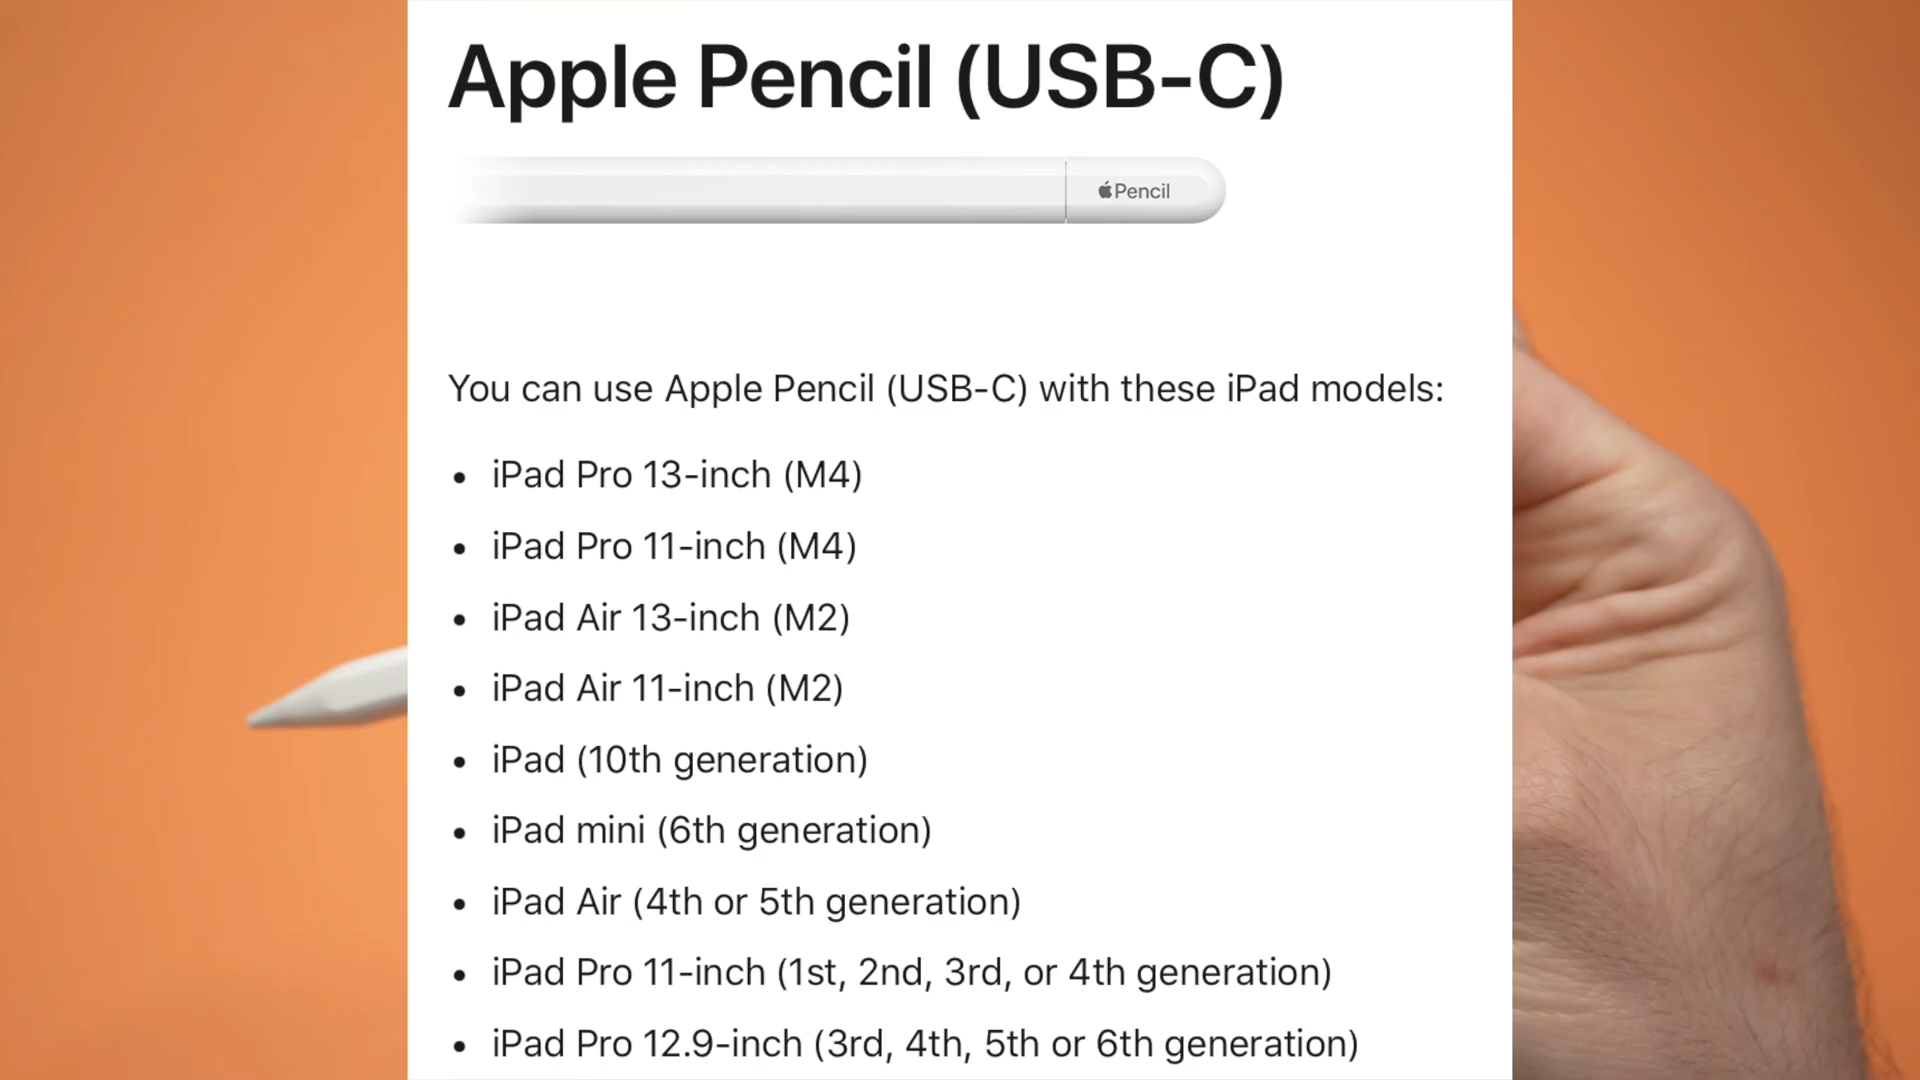 Apple Pencil (USB-C)
Pencil
You can use Apple Pencil (USB-C) with these iPad models:
• iPad Pro 13-inch (M4)
• iPad Pro 11-inch (M4)
• iPad Air 13-inch (M2)
• iPad Air 11-inch (M2)
• iPad (10th generation)
• iPad mini (6th generation)
• iPad Air (4th or 5th generation)
• iPad Pro 11-inch (1st, 2nd, 3rd, or 4th generation)
• iPad Pro 12.9-inch (3rd, 4th, 5th or 6th generation)